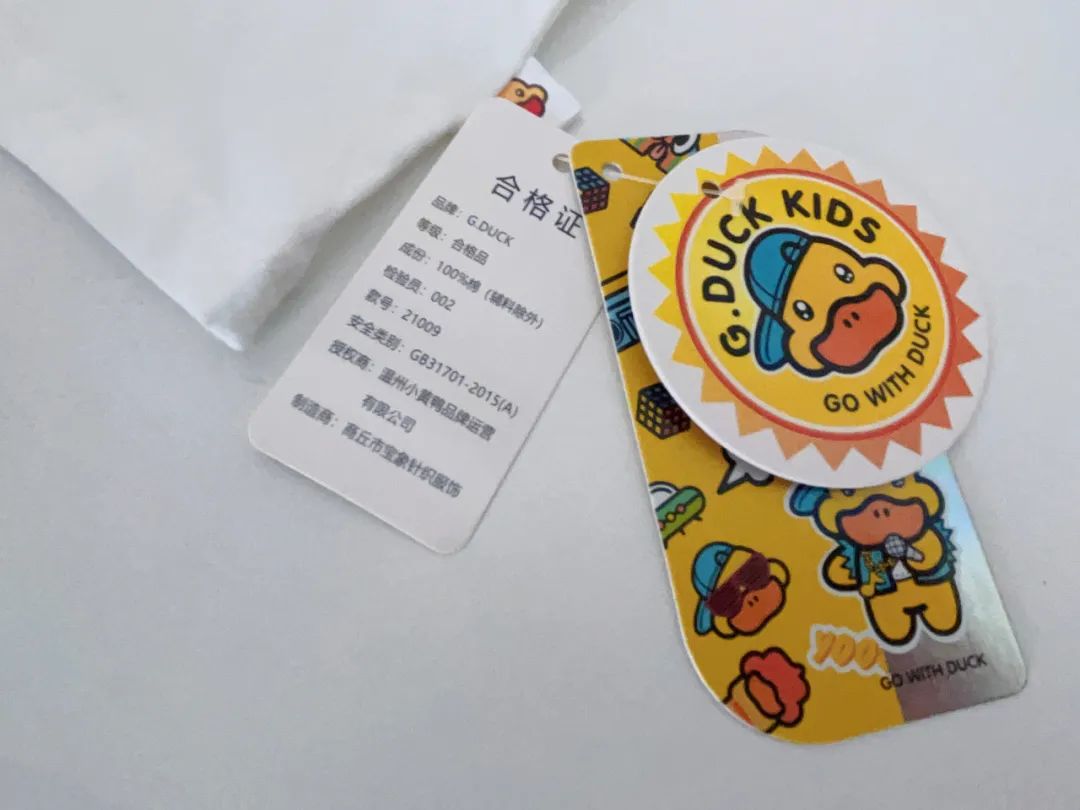 合格证
品牌：G.DUCK
等级：合格品
成份：100%棉（辅料除外）
检验员：002
款号：21009
安全类别：GB31701-2015(A)
授权商：温州小黄鸭品牌运营
有限公司
制造商：商丘市宝象针织服饰
G.DUCK KIDS
GO WITH DUCK
GO WITH DUCK